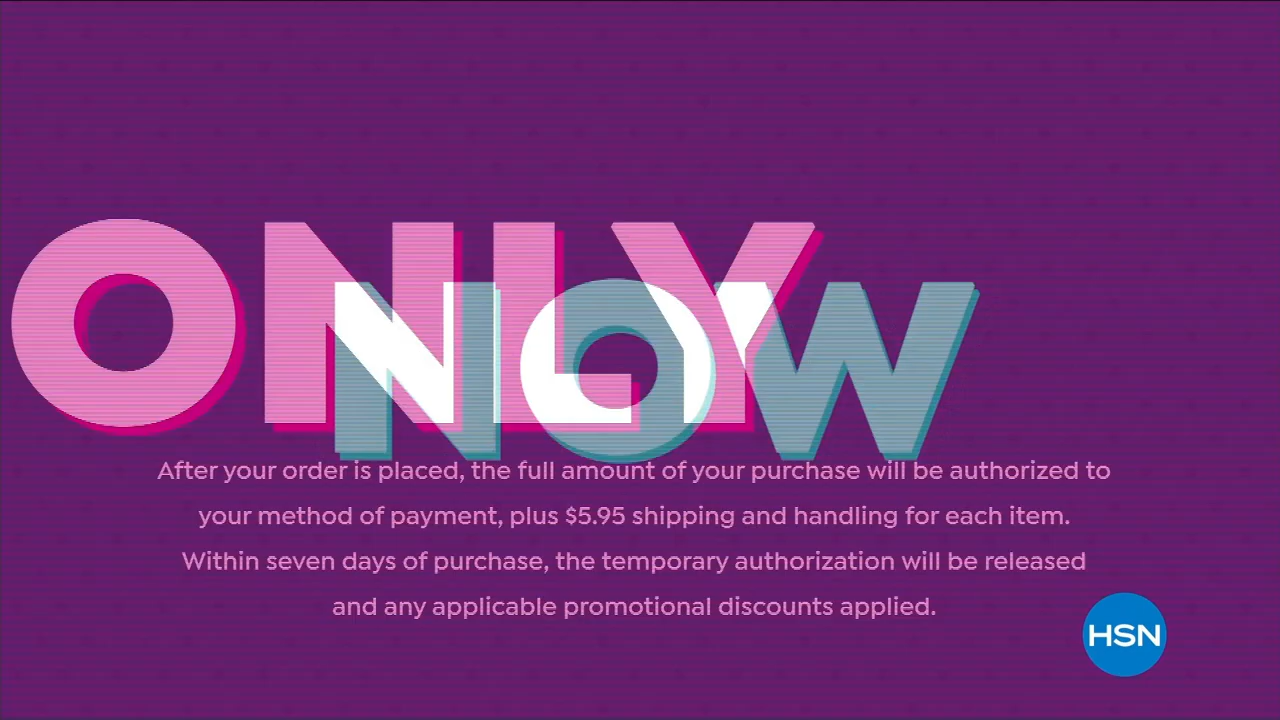 ONLY
NOW
After your order is placed, the full amount of your purchase will be authorized to
your method of payment, plus $5.95 shipping and handling for each item.
Within seven days of purchase, the temporary authorization will be released
and any applicable promotional discounts applied.
HSN